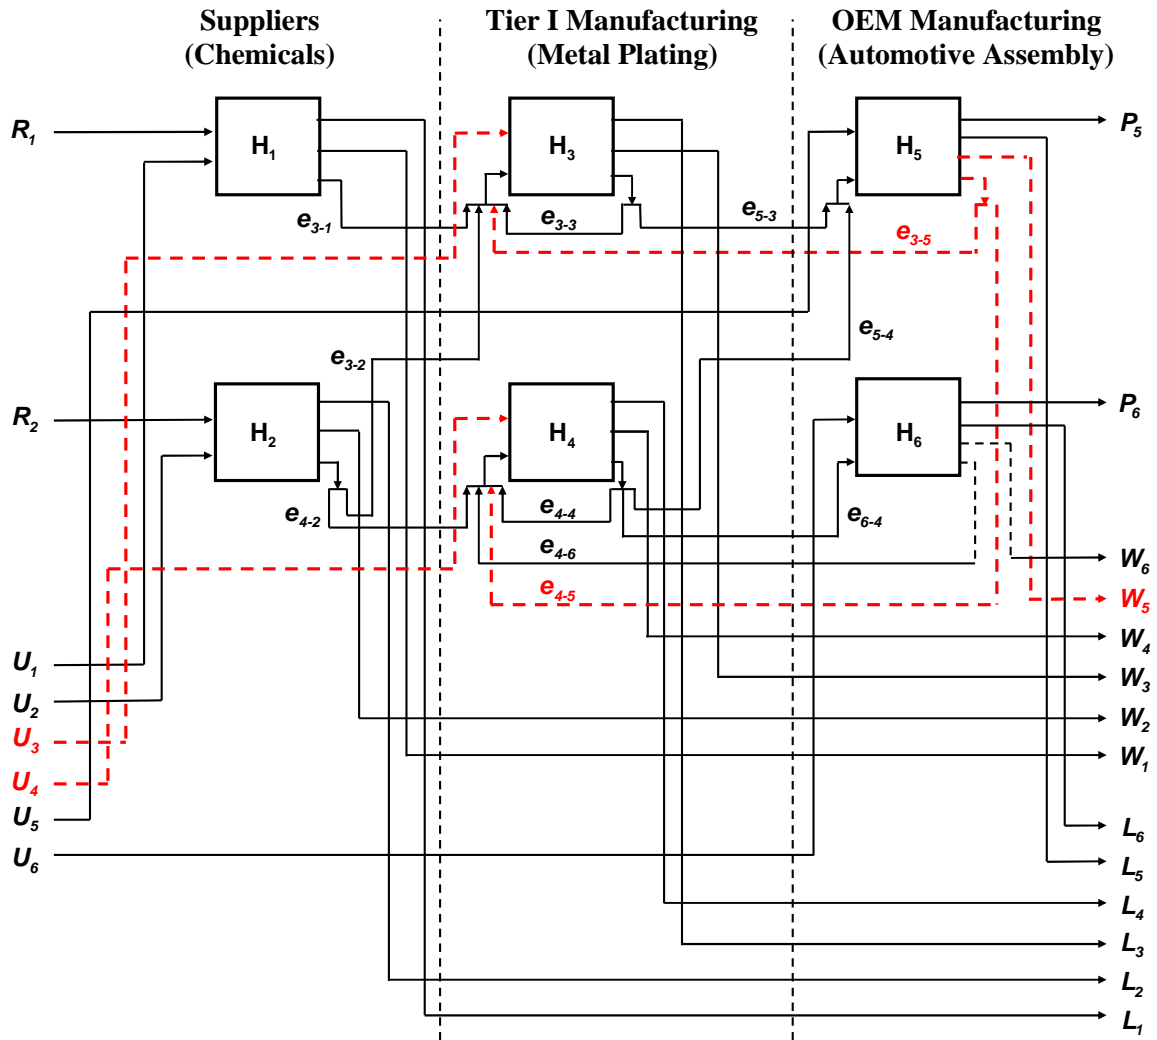 Suppliers
(Chemicals)
Tier I Manufacturing
(Metal Plating)
OEM Manufacturing
(Automotive Assembly)
R1
H1
H3
H5
P5
e3-1
e3-3
e5-3
e3-5
e3-2
e5-4
R2
H2
H4
H6
P6
e4-2
e4-4
e6-4
e4-6
e4-5
W6
W5
W4
W3
W2
W1
U1
U2
U3
U4
U5
U6
L6
L5
L4
L3
L2
L1